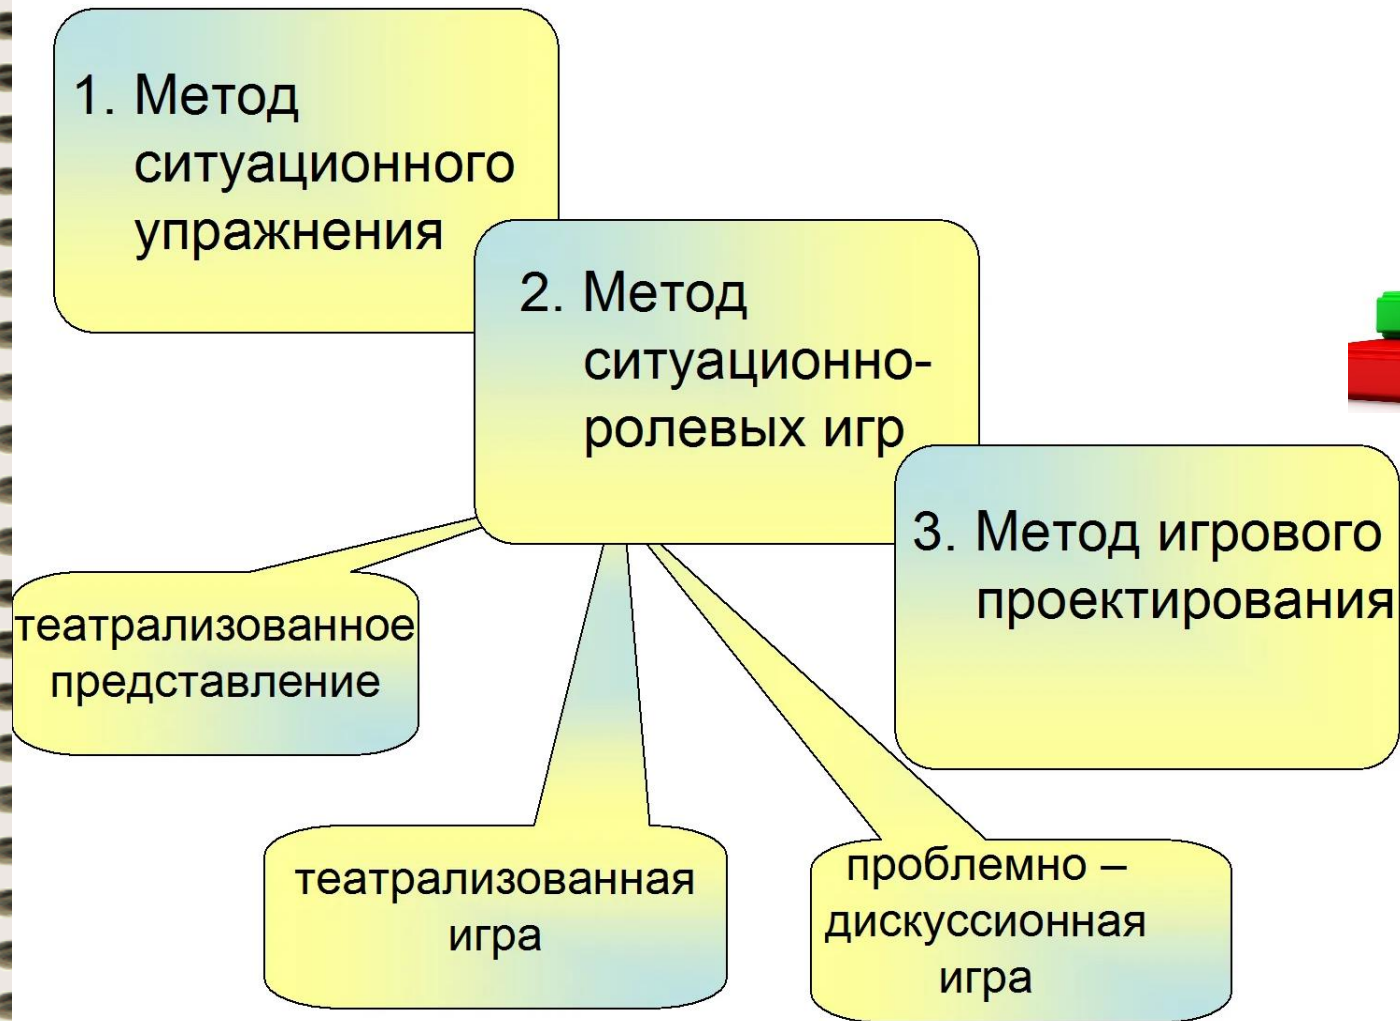 1. Метод
ситуационного
упражнения
2. Метод
ситуационно-
ролевых игр
3. Метод игрового
проектирования
театрализованное
представление
театрализованная
игра
проблемно –
дискуссионная
игра